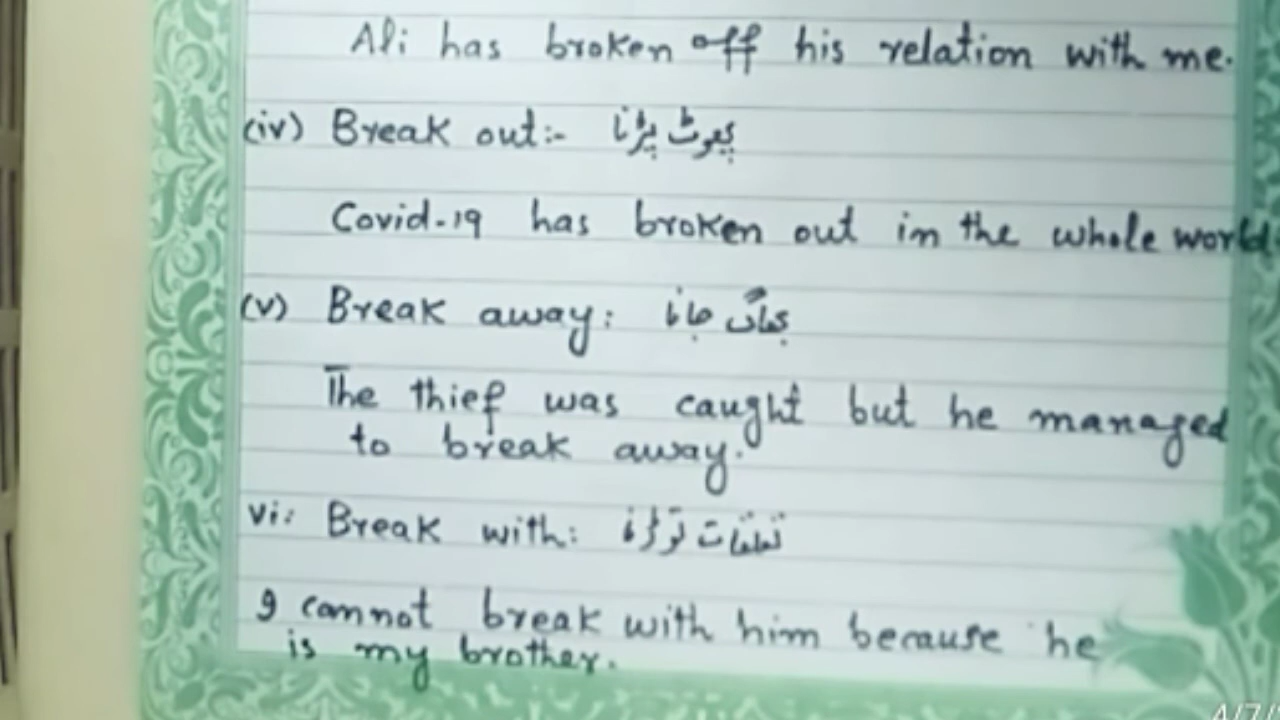 Ali has broken off his relation with me.
(iv) Break out:- پھوٹ پڑنا
Covid-19 has broken out in the whole world.
(v) Break away: بھاگ جانا
The thief was caught but he managed
to break away.
vi: Break with: تعلقات توڑنا
I cannot break with him because he
is my brother.